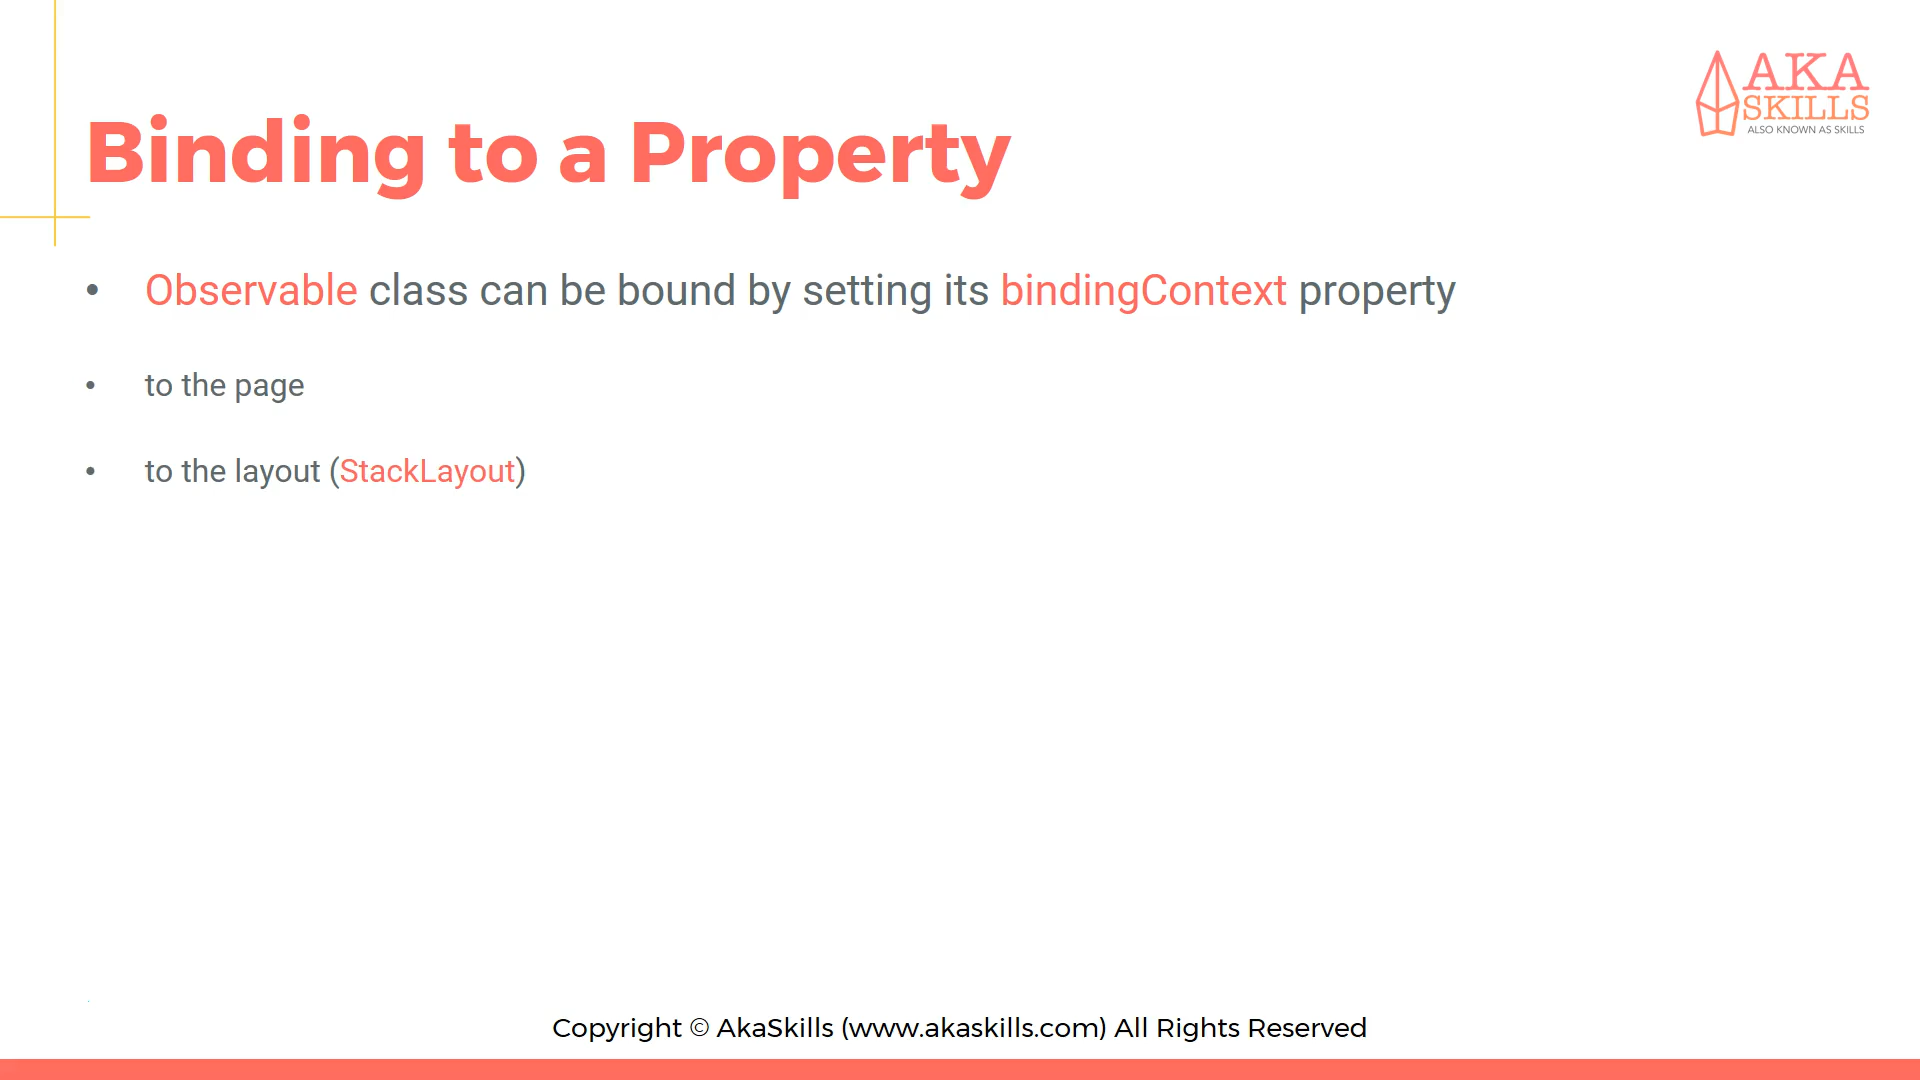 AKA
SKILLS
ALSO KNOWN AS SKILLS
Binding to a Property
• Observable class can be bound by setting its bindingContext property
• to the page
• to the layout (StackLayout)
Copyright © AkaSkills (www.akaskills.com) All Rights Reserved